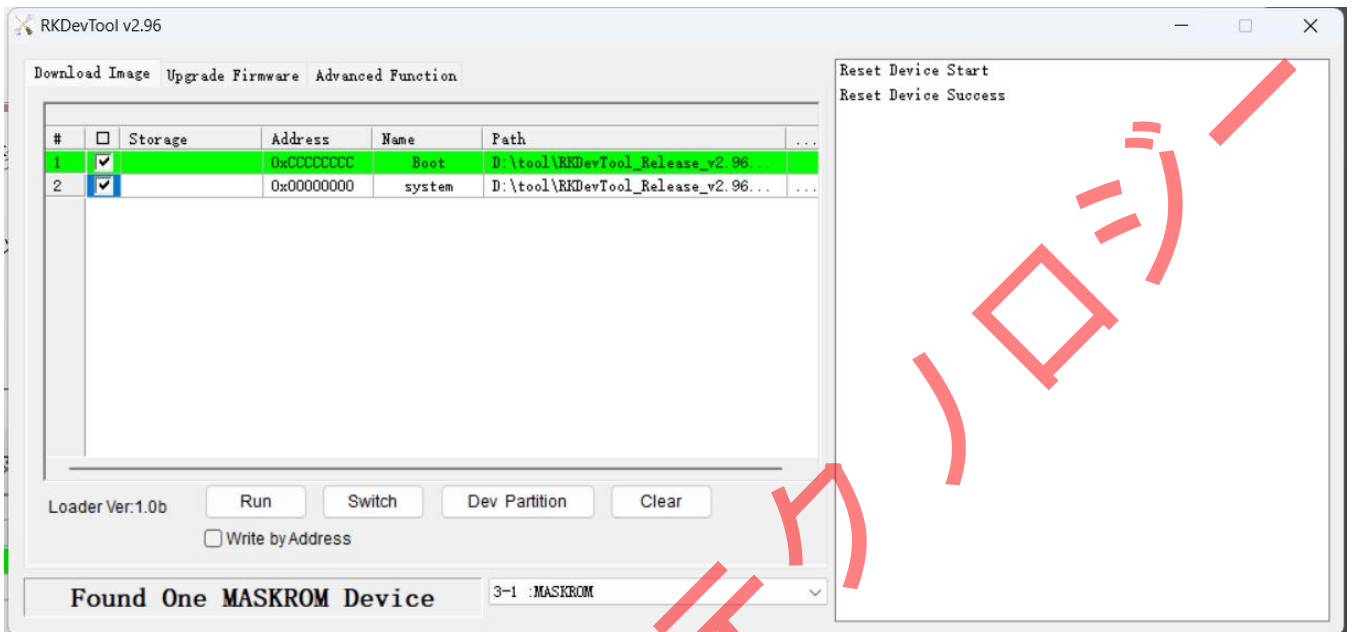 RKDevTool v2.96
Download Image Upgrade Firmware Advanced Function
# Storage Address Name Path ...
1 0xCCCCCCCC Boot D:\tool\RKDevTool_Release_v2.96...
2 0x00000000 system D:\tool\RKDevTool_Release_v2.96... ...
Loader Ver:1.0b Run Switch Dev Partition Clear
Write by Address
Found One MASKROM Device 3-1 :MASKROM
Reset Device Start
Reset Device Success
クノロジー